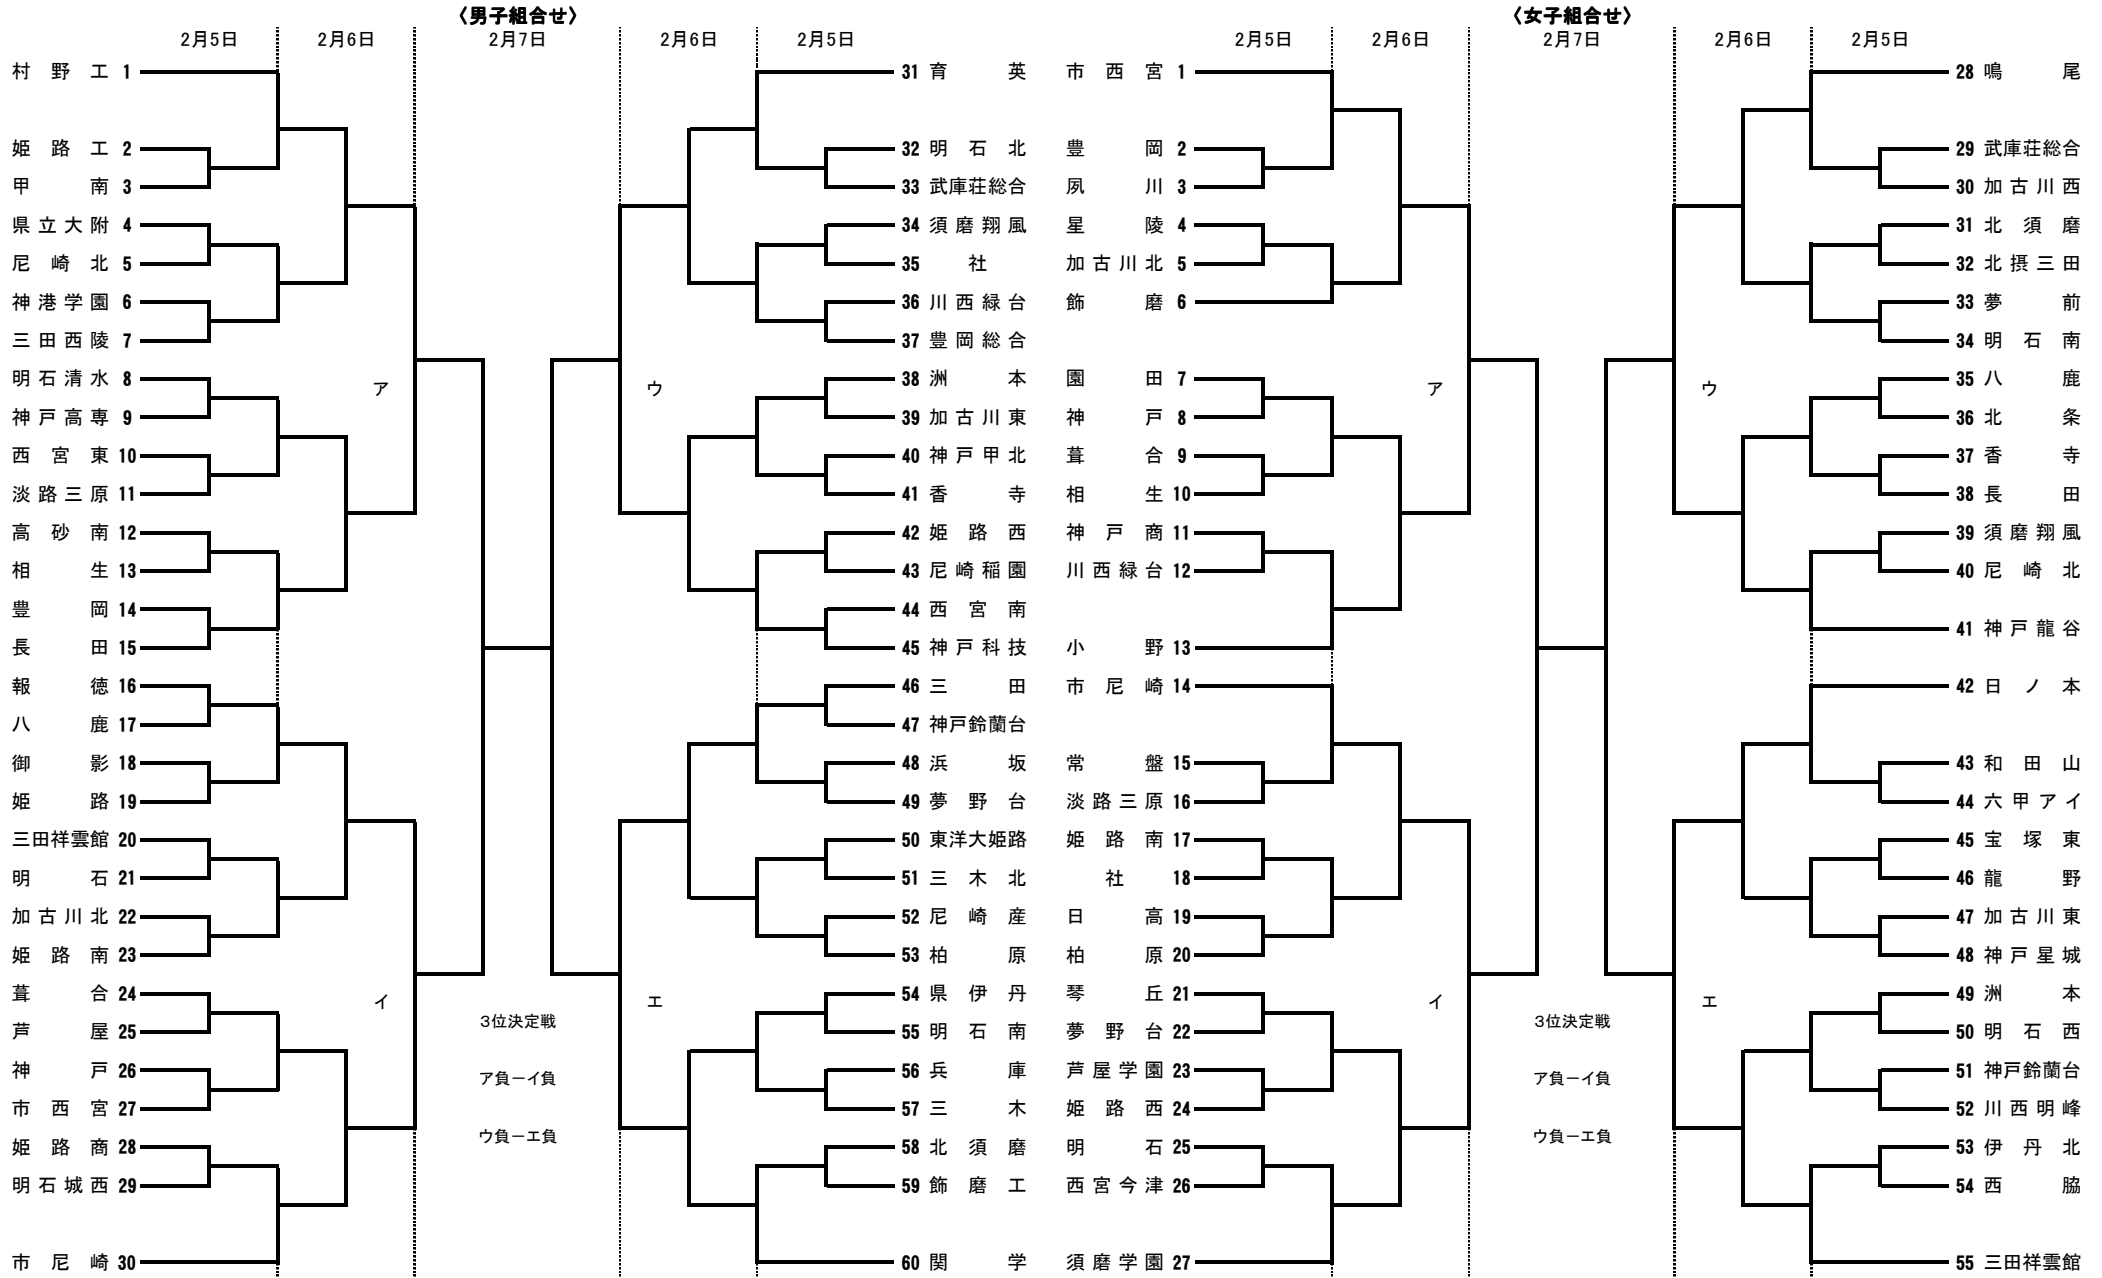 〈男子組合せ〉
2月5日 2月6日 2月7日 2月6日 2月5日
村野工 1
姫路工 2
甲南 3
県立大附 4
尼崎北 5
神港学園 6
三田西陵 7
明石清水 8
神戸高専 9
西宮東 10
淡路三原 11
高砂南 12
相生 13
豊岡 14
長田 15
報徳 16
八鹿 17
御影 18
姫路 19
三田祥雲館 20
明石 21
加古川北 22
姫路南 23
葺合 24
芦屋 25
神戸 26
市西宮 27
姫路商 28
明石城西 29
市尼崎 30
ア
イ
3位決定戦
ア負ーイ負
ウ負ーエ負
ウ
エ
31 育英
32 明石北
33 武庫荘総合
34 須磨翔風
35 社
36 川西緑台
37 豊岡総合
38 洲本
39 加古川東
40 神戸甲北
41 香寺
42 姫路西
43 尼崎稲園
44 西宮南
45 神戸科技
46 三田
47 神戸鈴蘭台
48 浜坂
49 夢野台
50 東洋大姫路
51 三木北
52 尼崎産
53 柏原
54 県伊丹
55 明石南
56 兵庫
57 三木
58 北須磨
59 飾磨工
60 関学
〈女子組合せ〉
2月5日 2月6日 2月7日 2月6日 2月5日
市西宮 1
豊岡 2
夙川 3
星陵 4
加古川北 5
飾磨 6
園田 7
神戸 8
葺合 9
相生 10
神戸商 11
川西緑台 12
小野 13
市尼崎 14
常盤 15
淡路三原 16
姫路南 17
社 18
日高 19
柏原 20
琴丘 21
夢野台 22
芦屋学園 23
姫路西 24
明石 25
西宮今津 26
須磨学園 27
ア
イ
3位決定戦
ア負ーイ負
ウ負ーエ負
ウ
エ
28 鳴尾
29 武庫荘総合
30 加古川西
31 北須磨
32 北摂三田
33 夢前
34 明石南
35 八鹿
36 北条
37 香寺
38 長田
39 須磨翔風
40 尼崎北
41 神戸龍谷
42 日ノ本
43 和田山
44 六甲アイ
45 宝塚東
46 龍野
47 加古川東
48 神戸星城
49 洲本
50 明石西
51 神戸鈴蘭台
52 川西明峰
53 伊丹北
54 西脇
55 三田祥雲館